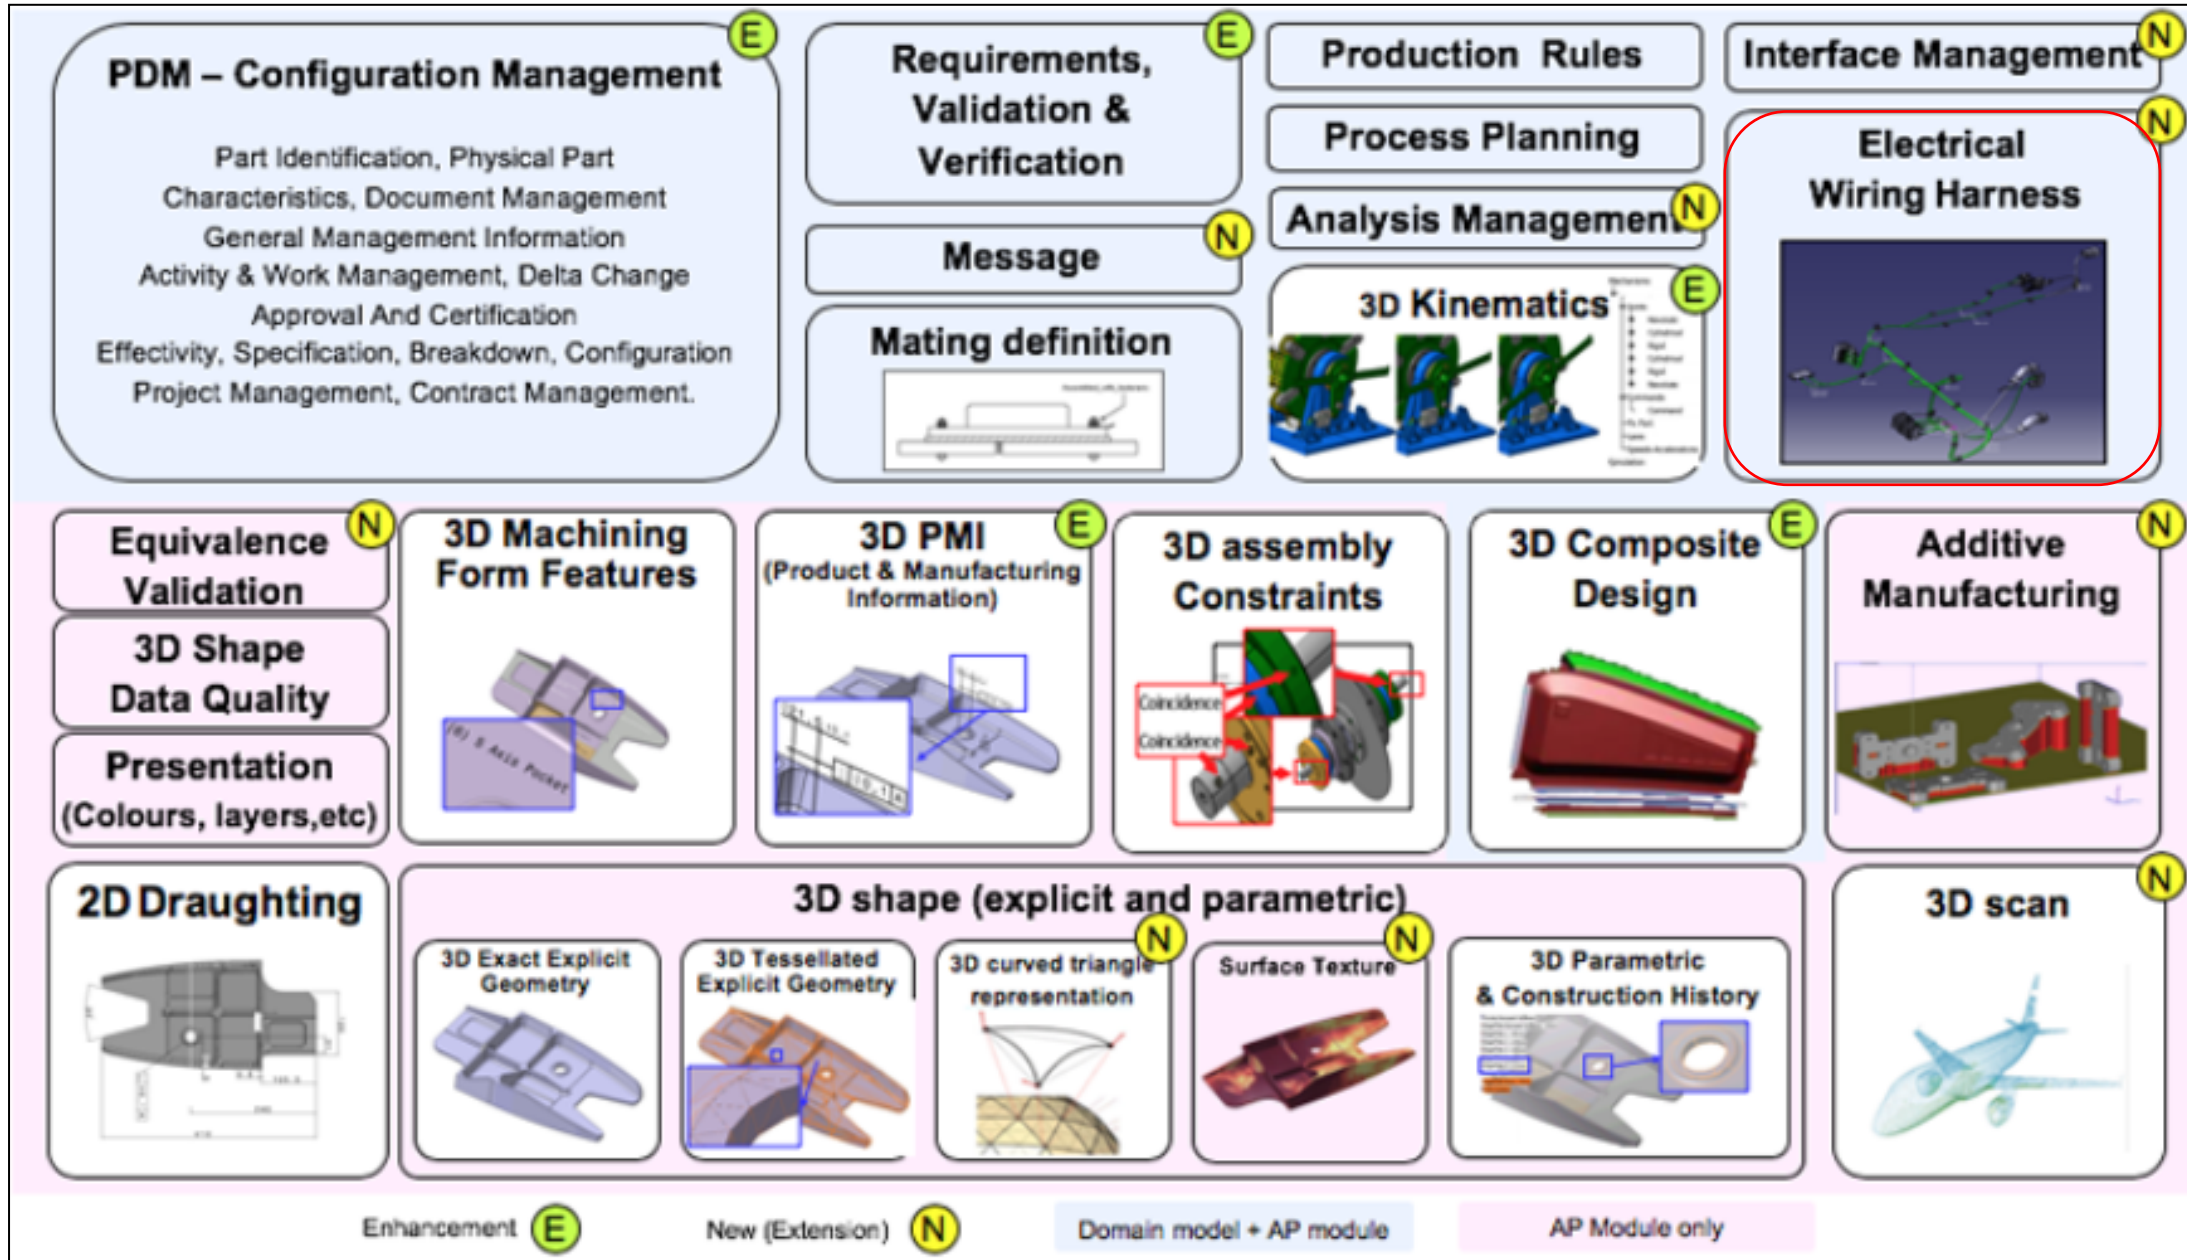 PDM – Configuration Management
E
Part Identification, Physical Part
Characteristics, Document Management
General Management Information
Activity & Work Management, Delta Change
Approval And Certification
Effectivity, Specification, Breakdown, Configuration
Project Management, Contract Management.
Requirements,
Validation &
Verification
E
Message
N
Mating definition
Production Rules
Process Planning
Analysis Management
N
3D Kinematics
E
Interface Management
N
Electrical
Wiring Harness
N
Equivalence
Validation
N
3D Shape
Data Quality
Presentation
(Colours, layers,etc)
3D Machining
Form Features
(6) 5 Axis Pocket
3D PMI
(Product & Manufacturing
Information)
E
3D assembly
Constraints
Coincidence
Coincidence
3D Composite
Design
E
Additive
Manufacturing
N
2D Draughting
3D shape (explicit and parametric)
3D Exact Explicit
Geometry
3D Tessellated
Explicit Geometry
3D curved triangle
representation
N
Surface Texture
N
3D Parametric
& Construction History
3D scan
N
Enhancement E
New (Extension) N
Domain model + AP module
AP Module only